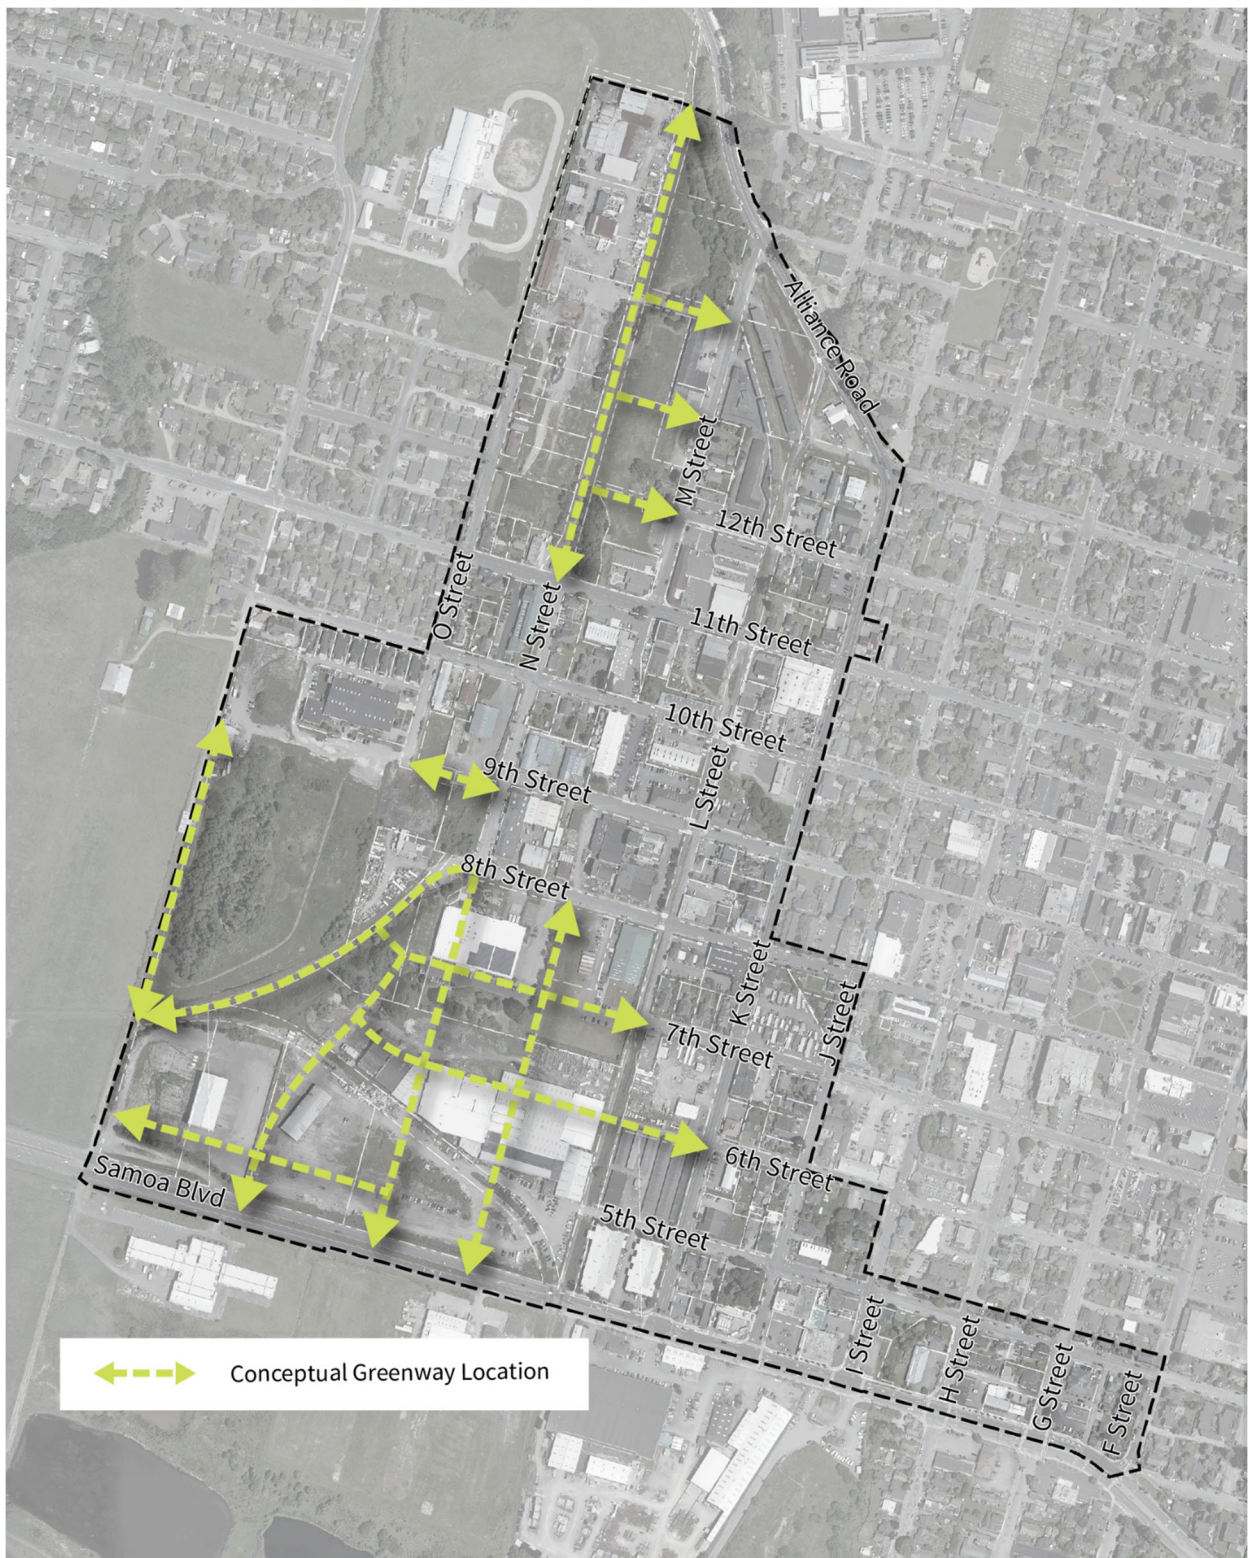 Alliance Road
M Street
12th Street
O Street
N Street
11th Street
10th Street
9th Street
L Street
8th Street
K Street
J Street
7th Street
6th Street
Samoa Blvd
5th Street
I Street
H Street
G Street
F Street
Conceptual Greenway Location